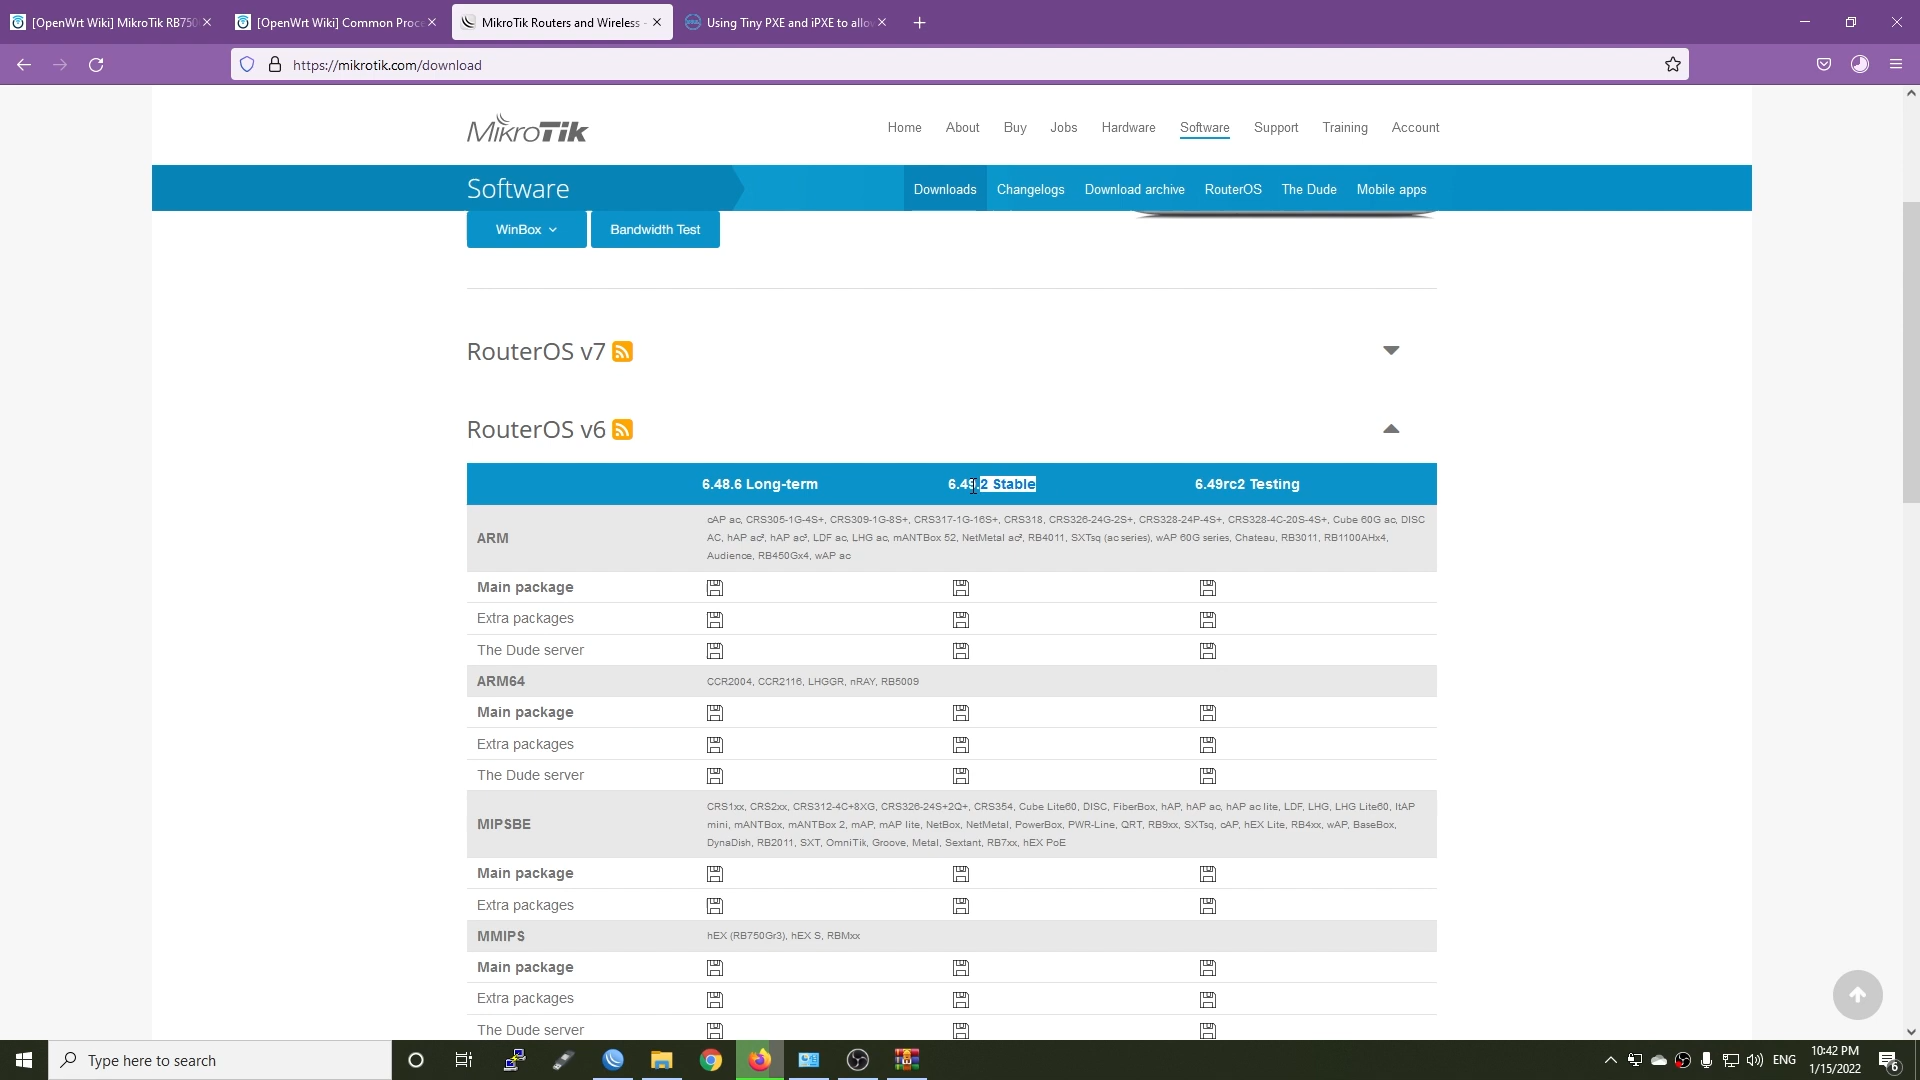 [OpenWrt Wiki] MikroTik RB750
[OpenWrt Wiki] Common Proce
MikroTik Routers and Wireless -
Using Tiny PXE and iPXE to allow
https://mikrotik.com/download
MikroTik
Home
About
Buy
Jobs
Hardware
Software
Support
Training
Account
Software
Downloads
Changelogs
Download archive
RouterOS
The Dude
Mobile apps
WinBox
Bandwidth Test
RouterOS v7
RouterOS v6
6.48.6 Long-term
6.49.2 Stable
6.49rc2 Testing
ARM
cAP ac, CRS305-1G-4S+, CRS309-1G-8S+, CRS317-1G-16S+, CRS318, CRS326-24G-2S+, CRS328-24P-4S+, CRS328-4C-20S-4S+, Cube 60G ac, DISC
AC, hAP ac², hAP ac³, LDF ac, LHG ac, mANTBox 52, NetMetal ac², RB4011, SXTsq (ac series), wAP 60G series, Chateau, RB3011, RB1100AHx4,
Audience, RB450Gx4, wAP ac
Main package
Extra packages
The Dude server
ARM64
CCR2004, CCR2116, LHGGR, nRAY, RB5009
Main package
Extra packages
The Dude server
MIPSBE
CRS1xx, CRS2xx, CRS312-4C+8XG, CRS326-24S+2Q+, CRS354, Cube Lite60, DISC, FiberBox, hAP, hAP ac, hAP ac lite, LDF, LHG, LHG Lite60, ltAP
mini, mANTBox, mANTBox 2, mAP, mAP lite, NetBox, NetMetal, PowerBox, PWR-Line, QRT, RB9xx, SXTsq, cAP, hEX Lite, RB4xx, wAP, BaseBox,
DynaDish, RB2011, SXT, OmniTik, Groove, Metal, Sextant, RB7xx, hEX PoE
Main package
Extra packages
MMIPS
hEX (RB750Gr3), hEX S, RBMxx
Main package
Extra packages
The Dude server
Type here to search
ENG
10:42 PM
1/15/2022
6